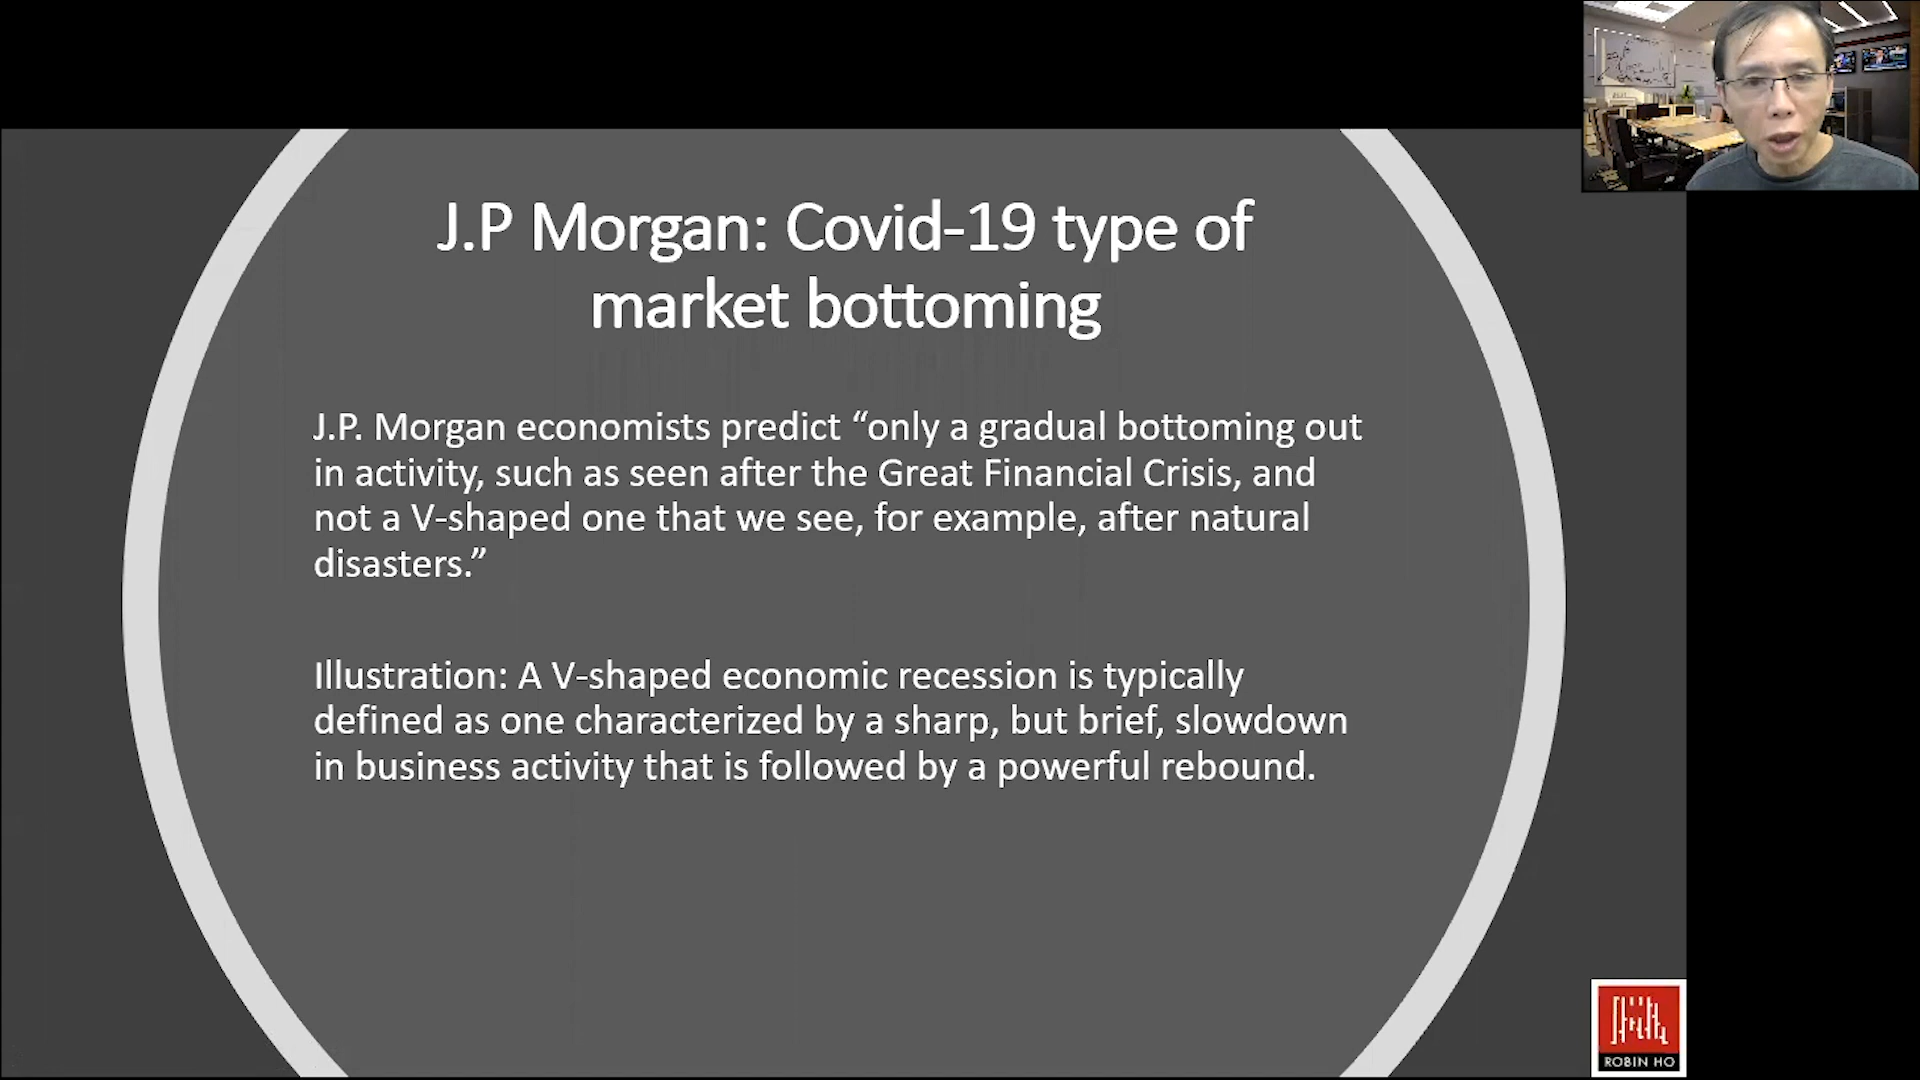 J.P Morgan: Covid-19 type of
market bottoming
J.P. Morgan economists predict “only a gradual bottoming out
in activity, such as seen after the Great Financial Crisis, and
not a V-shaped one that we see, for example, after natural
disasters.”
Illustration: A V-shaped economic recession is typically
defined as one characterized by a sharp, but brief, slowdown
in business activity that is followed by a powerful rebound.
ROBIN HO